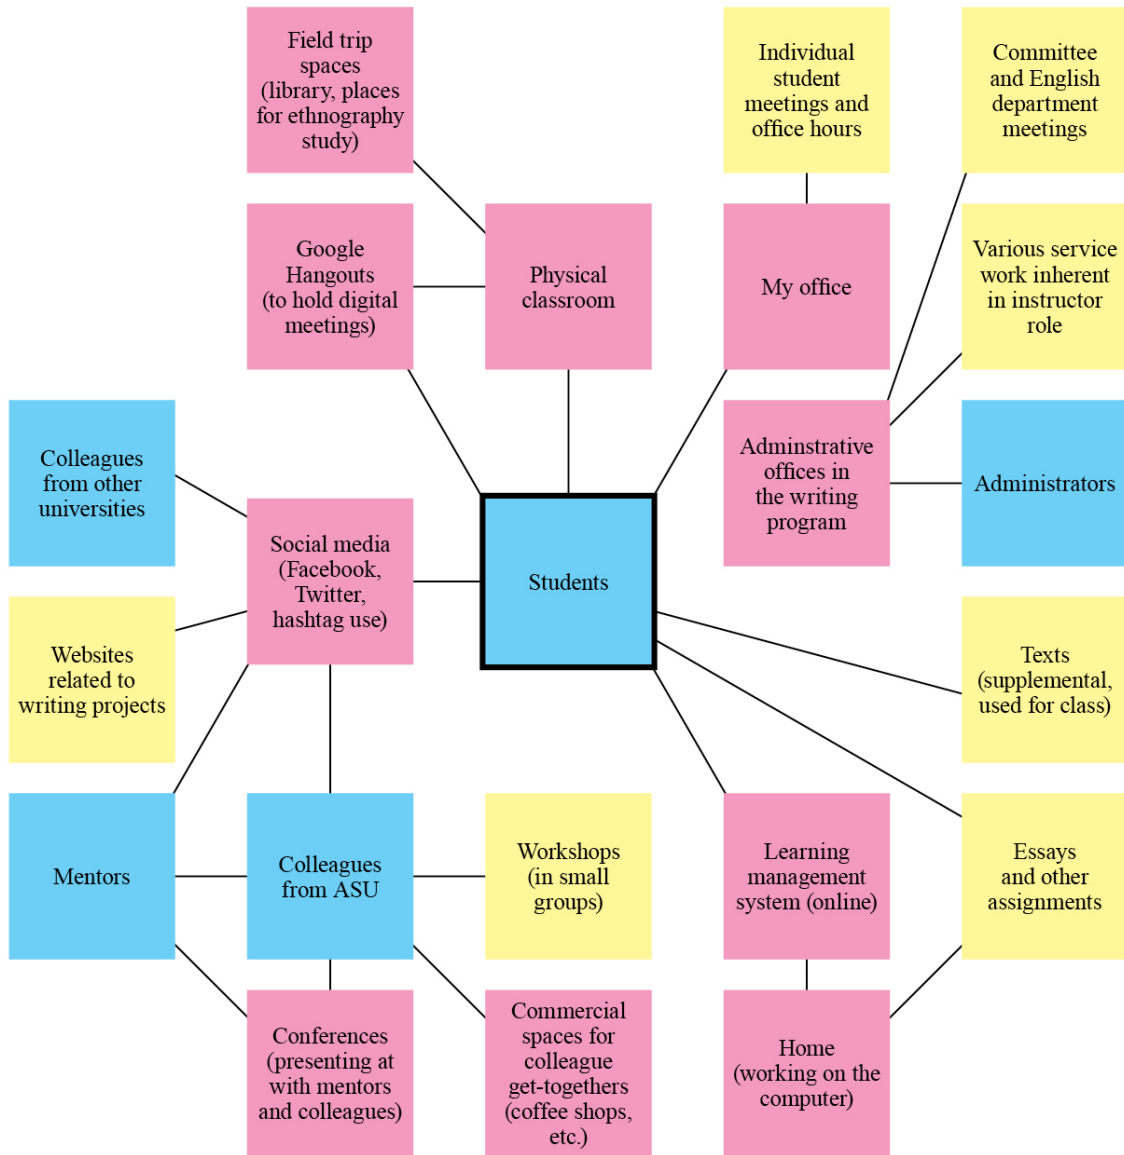 Field trip
spaces
(library, places
for ethnography
study)
Individual
student
meetings and
office hours
Committee
and English
department
meetings
Google
Hangouts
(to hold digital
meetings)
Physical
classroom
My office
Various service
work inherent
in instructor
role
Colleagues
from other
universities
Adminstrative
offices in
the writing
program
Administrators
Social media
(Facebook,
Twitter,
hashtag use)
Students
Websites
related to
writing projects
Texts
(supplemental,
used for class)
Mentors
Colleagues
from ASU
Workshops
(in small
groups)
Learning
management
system (online)
Essays
and other
assignments
Conferences
(presenting at
with mentors
and colleagues)
Commercial
spaces for
colleague
get-togethers
(coffee shops,
etc.)
Home
(working on the
computer)